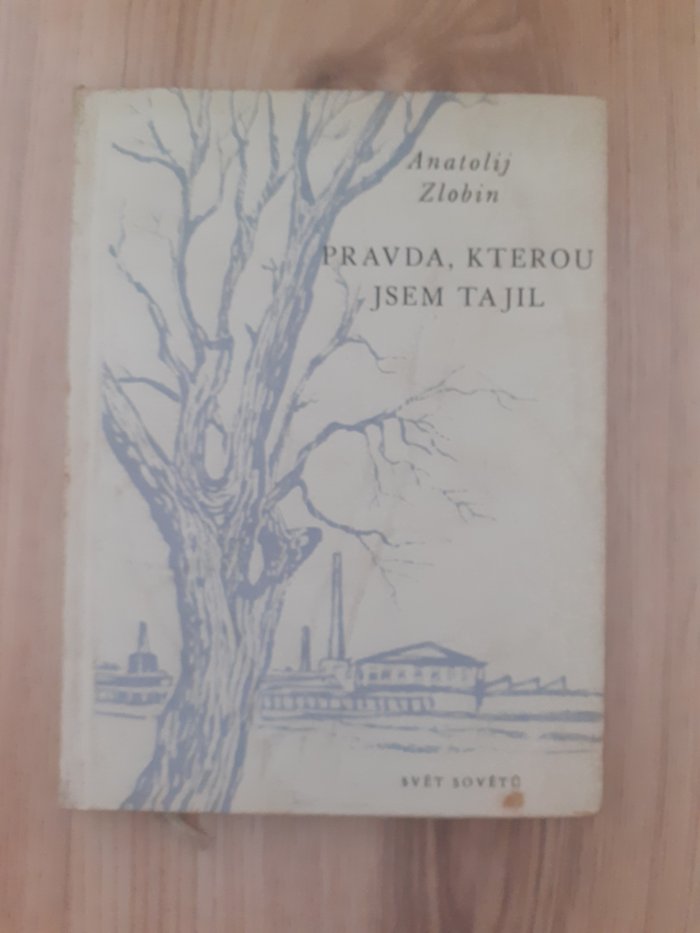 Anatolij
Zlobin
PRAVDA, KTEROU
JSEM TAJIL
SVĚT SOVĚTŮ